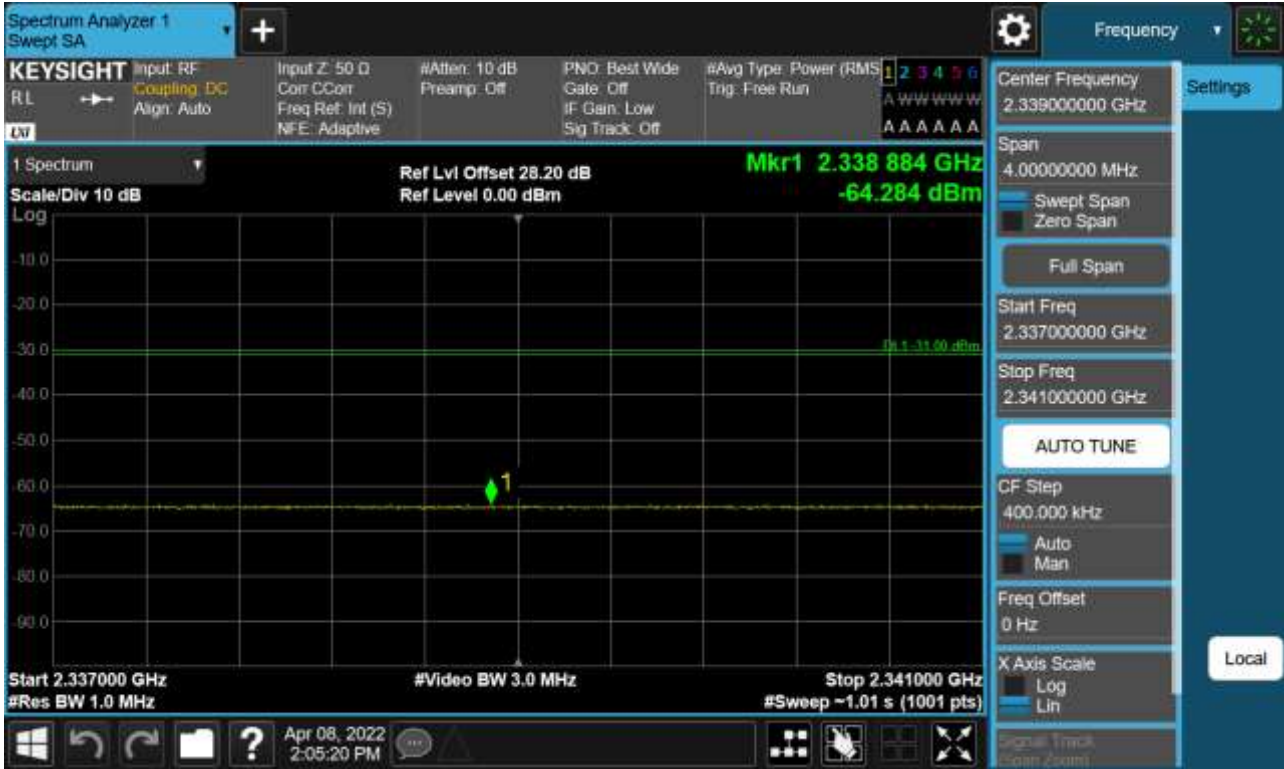 Spectrum Analyzer 1
Swept SA
+
Frequency
KEYSIGHT
RL
LXI
Input: RF
Coupling: DC
Align: Auto
Input Z: 50 Ω
Corr CCorr
Freq Ref: Int (S)
NFE: Adaptive
#Atten: 10 dB
Preamp: Off
PNO: Best Wide
Gate: Off
IF Gain: Low
Sig Track: Off
#Avg Type: Power (RMS
Trig: Free Run
1 2 3 4 5 6
A W W W W W
A A A A A A
1 Spectrum
Scale/Div 10 dB
Log
Ref Lvl Offset 28.20 dB
Ref Level 0.00 dBm
Mkr1 2.338 884 GHz
-64.284 dBm
-10.0
-20.0
-30.0
DL1 -31.00 dBm
-40.0
-50.0
-60.0
1
-70.0
-80.0
-90.0
Start 2.337000 GHz
#Video BW 3.0 MHz
Stop 2.341000 GHz
#Res BW 1.0 MHz
#Sweep ~1.01 s (1001 pts)
Center Frequency
2.339000000 GHz
Settings
Span
4.00000000 MHz
Swept Span
Zero Span
Full Span
Start Freq
2.337000000 GHz
Stop Freq
2.341000000 GHz
AUTO TUNE
CF Step
400.000 kHz
Auto
Man
Freq Offset
0 Hz
X Axis Scale
Log
Lin
Local
Signal Track
(Span Zoom)
?
Apr 08, 2022
2:05:20 PM